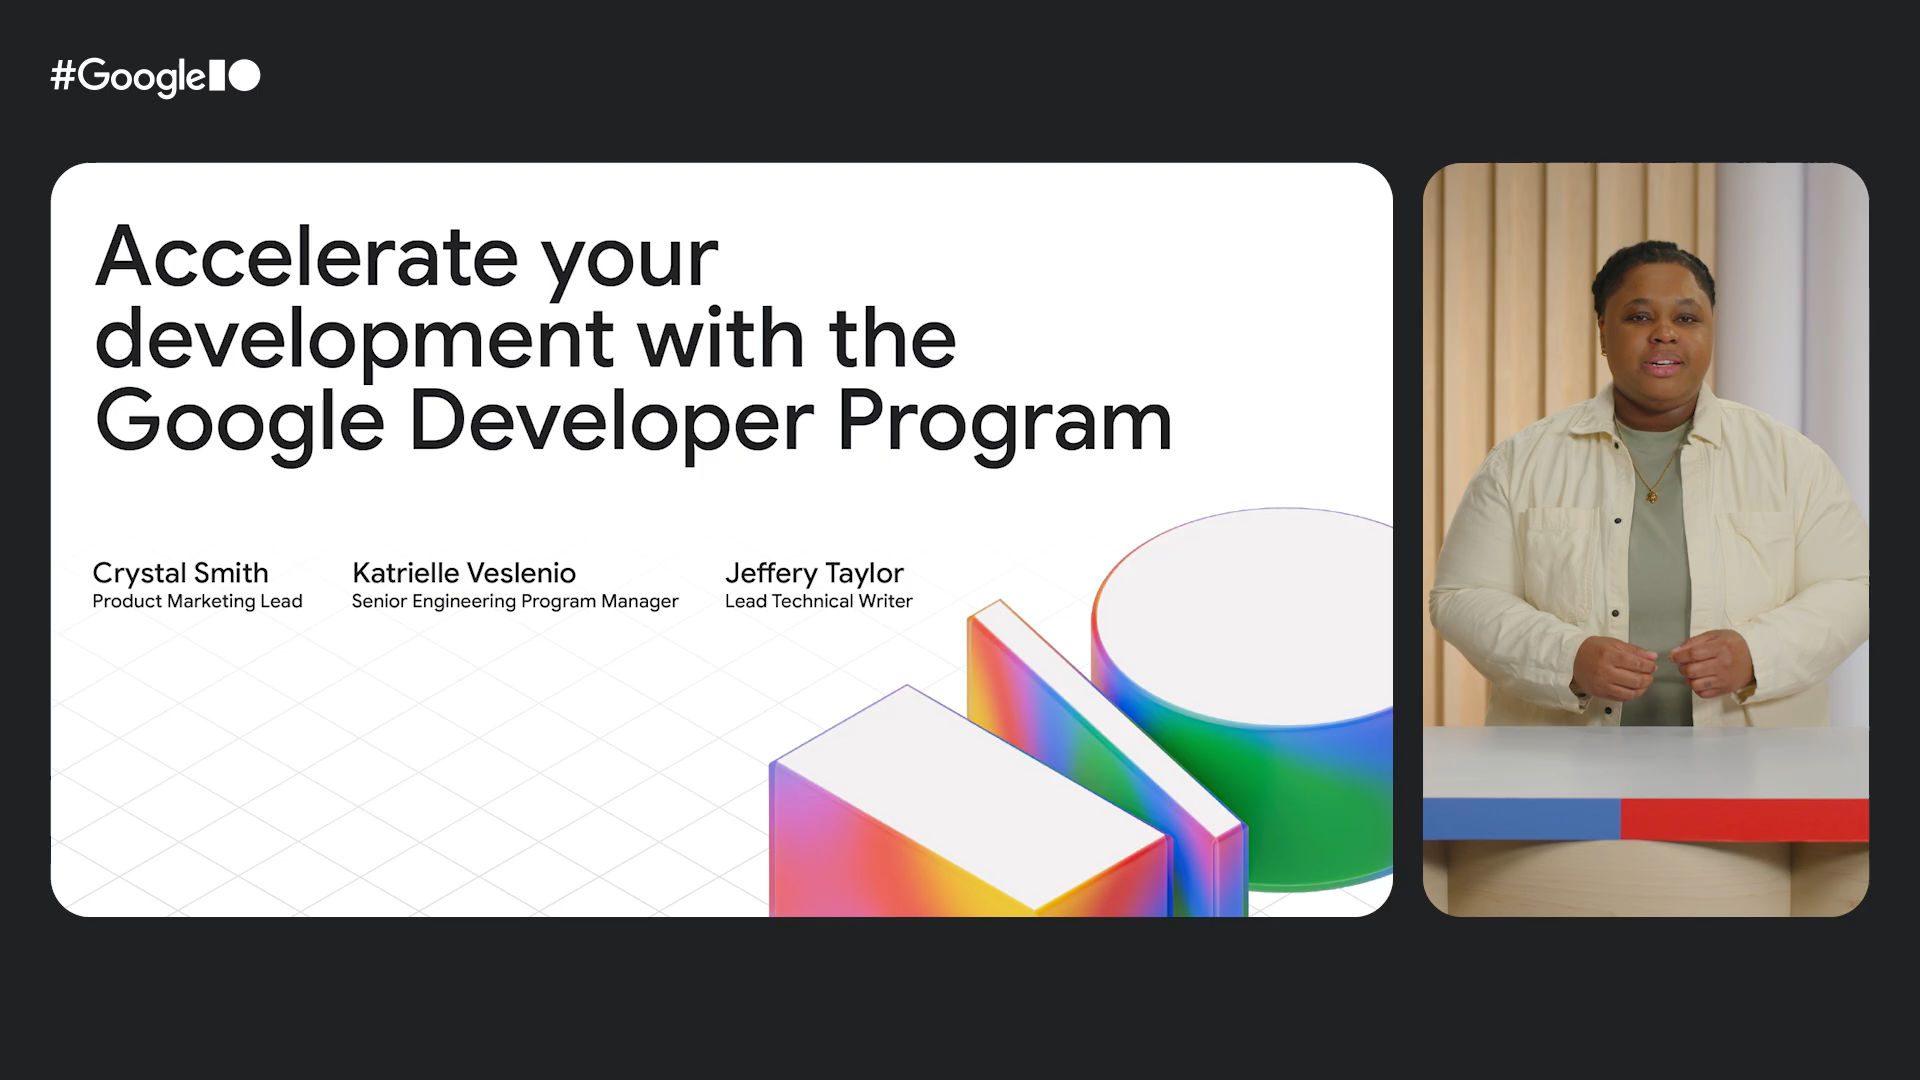 #GoogleIO
Accelerate your
development with the
Google Developer Program
Crystal Smith
Product Marketing Lead
Katrielle Veslenio
Senior Engineering Program Manager
Jeffery Taylor
Lead Technical Writer